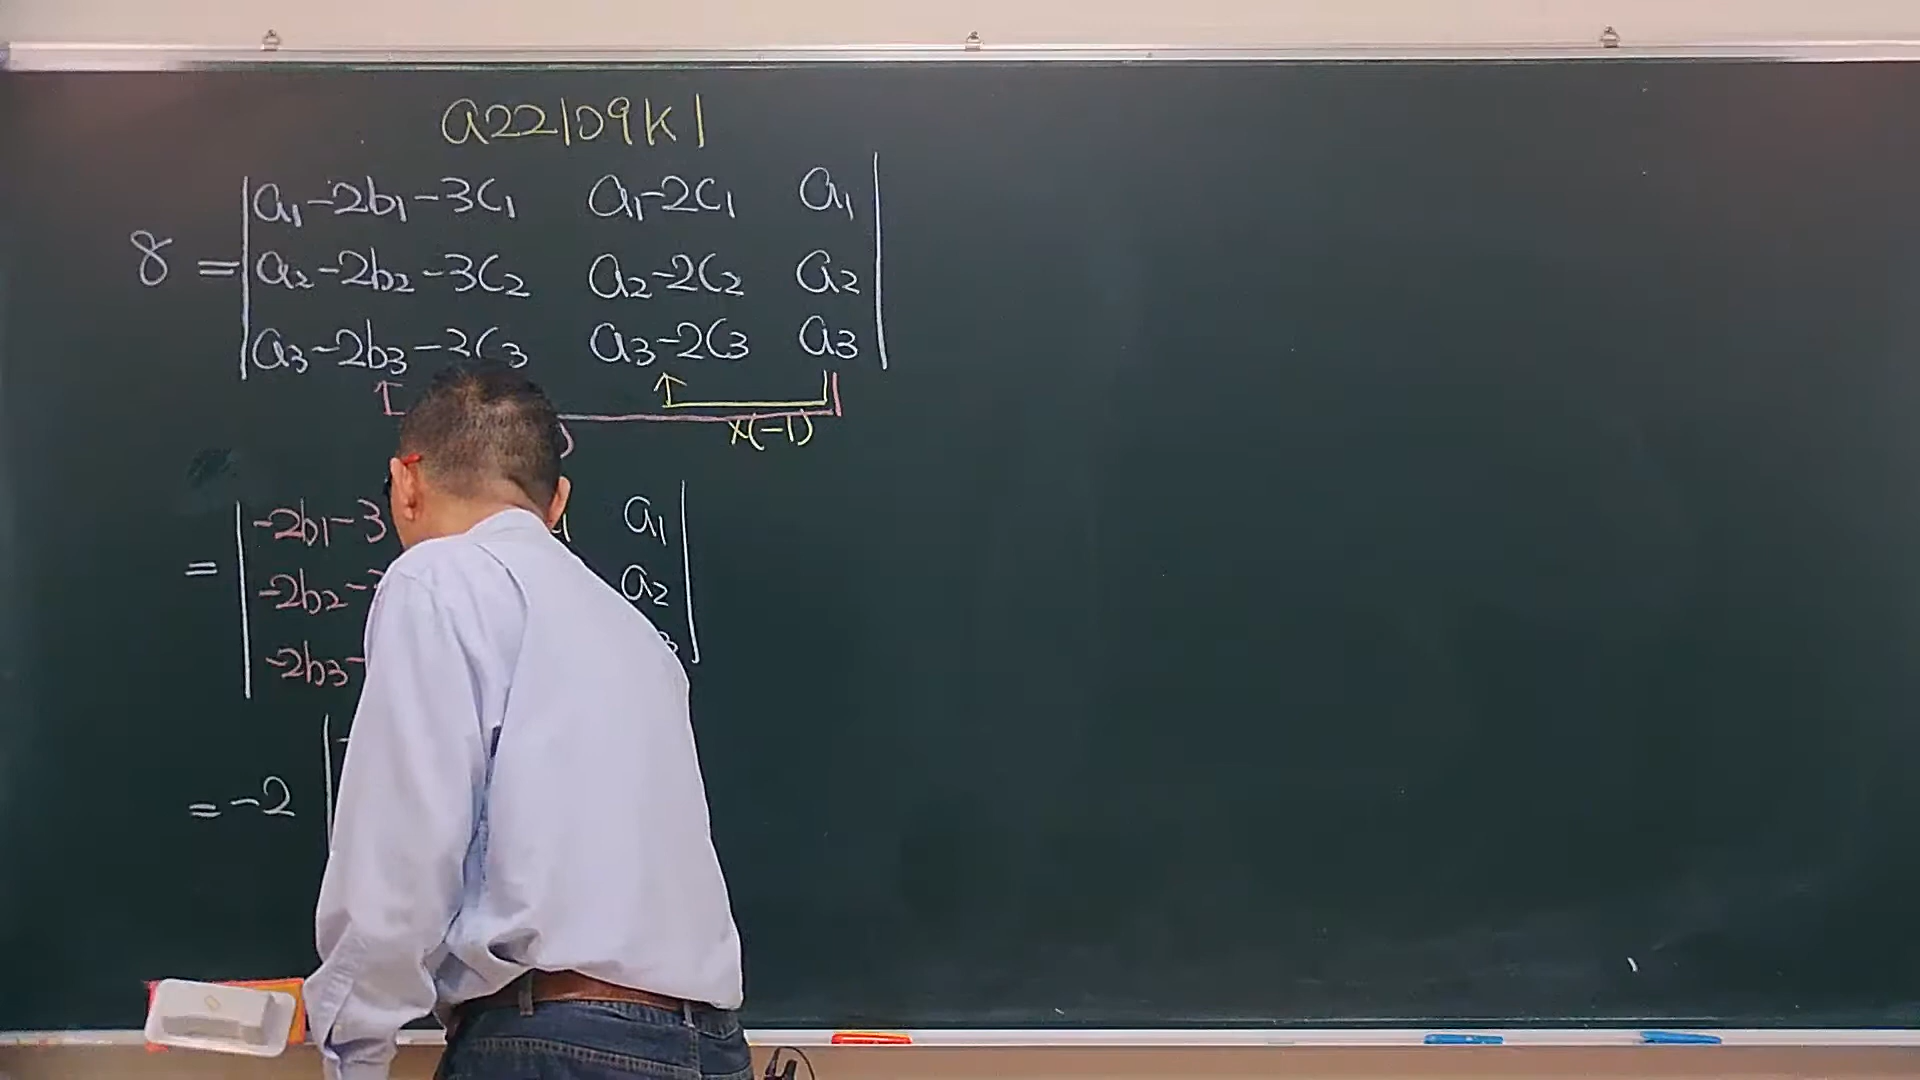 a22109K1
a₁-2b₁-3c₁ a₁-2c₁ a₁
8 = a₂-2b₂-3c₂ a₂-2c₂ a₂
a₃-2b₃-3c₃ a₃-2c₃ a₃
×(-1)
-2b₁-3 a₁
= -2b₂- a₂
-2b₃-
= -2